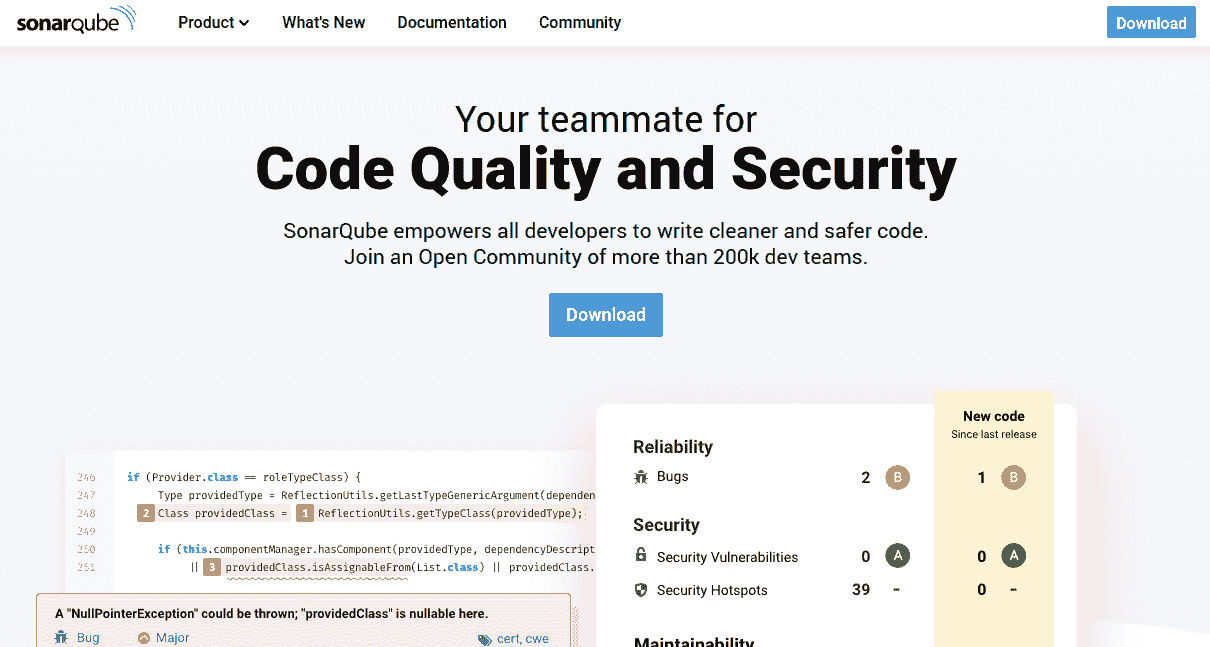 sonarqube
Product
What's New
Documentation
Community
Download
Your teammate for
Code Quality and Security
SonarQube empowers all developers to write cleaner and safer code.
Join an Open Community of more than 200k dev teams.
Download
246 if (Provider.class == roleTypeClass) {
247 Type providedType = ReflectionUtils.getLastTypeGenericArgument(dependen
248 2 Class providedClass = 1 ReflectionUtils.getTypeClass(providedType);
249
250 if (this.componentManager.hasComponent(providedType, dependencyDescript
251 || 3 providedClass.isAssignableFrom(List.class) || providedClass.
A "NullPointerException" could be thrown; "providedClass" is nullable here.
Bug Major cert, cwe
New code
Since last release
Reliability
Bugs 2 B 1 B
Security
Security Vulnerabilities 0 A 0 A
Security Hotspots 39 - 0 -
Maintainability